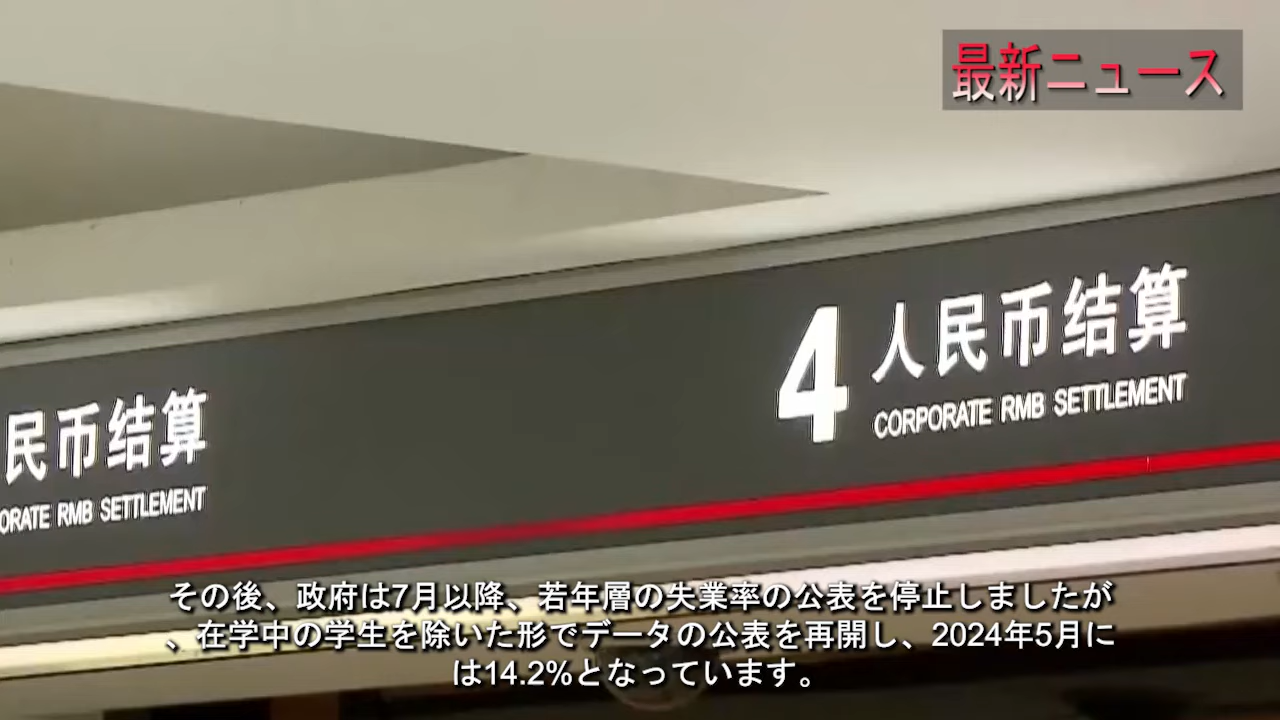 最新ニュース
4 人民币结算
CORPORATE RMB SETTLEMENT
民币结算
ORATE RMB SETTLEMENT
その後、政府は7月以降、若年層の失業率の公表を停止しましたが
、在学中の学生を除いた形でデータの公表を再開し、2024年5月に
は14.2%となっています。